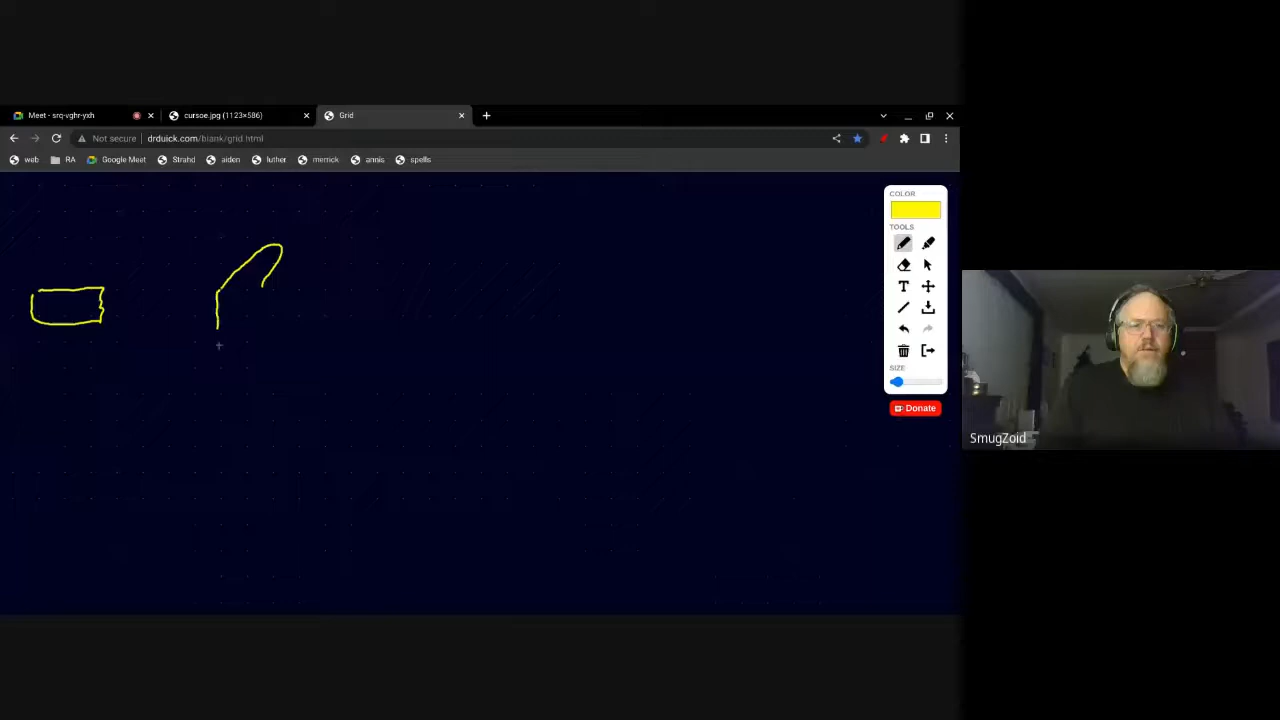 Meet - srq-vghr-yxh
cursoe.jpg (1123×586)
Grid
Not secure
drduick.com/blank/grid.html
web
RA
Google Meet
Strahd
aiden
luther
merrick
annis
spells
COLOR
TOOLS
T
SIZE
Donate
SmugZoid